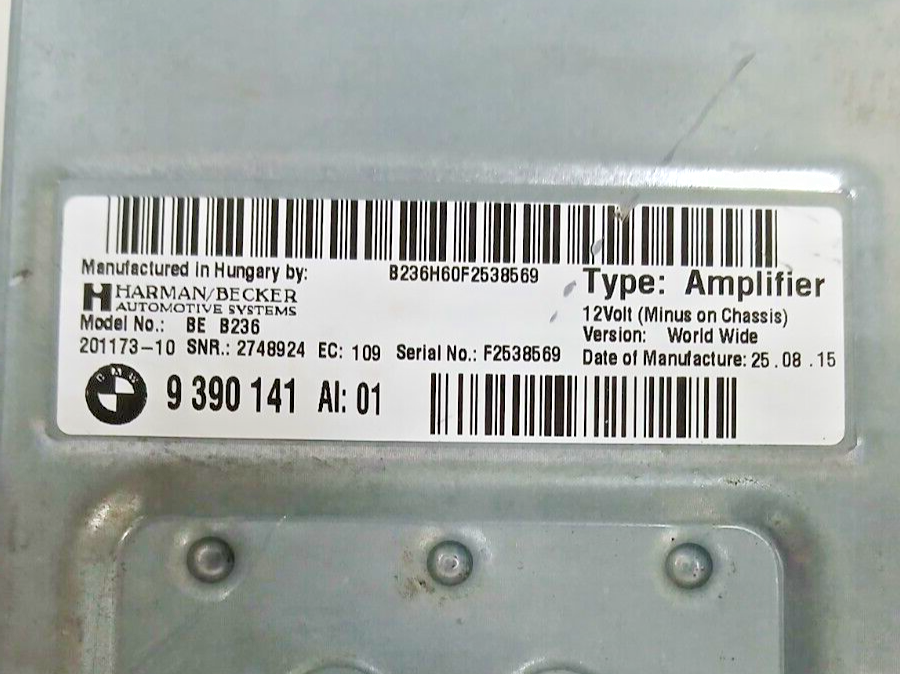 Manufactured in Hungary by:
B236H60F2538569
HARMAN/BECKER
AUTOMOTIVE SYSTEMS
Type: Amplifier
12Volt (Minus on Chassis)
Model No.: BE B236
Version: World Wide
201173-10 SNR.: 2748924 EC: 109 Serial No.: F2538569
Date of Manufacture: 25.08.15
BMW
9 390 141 AI: 01